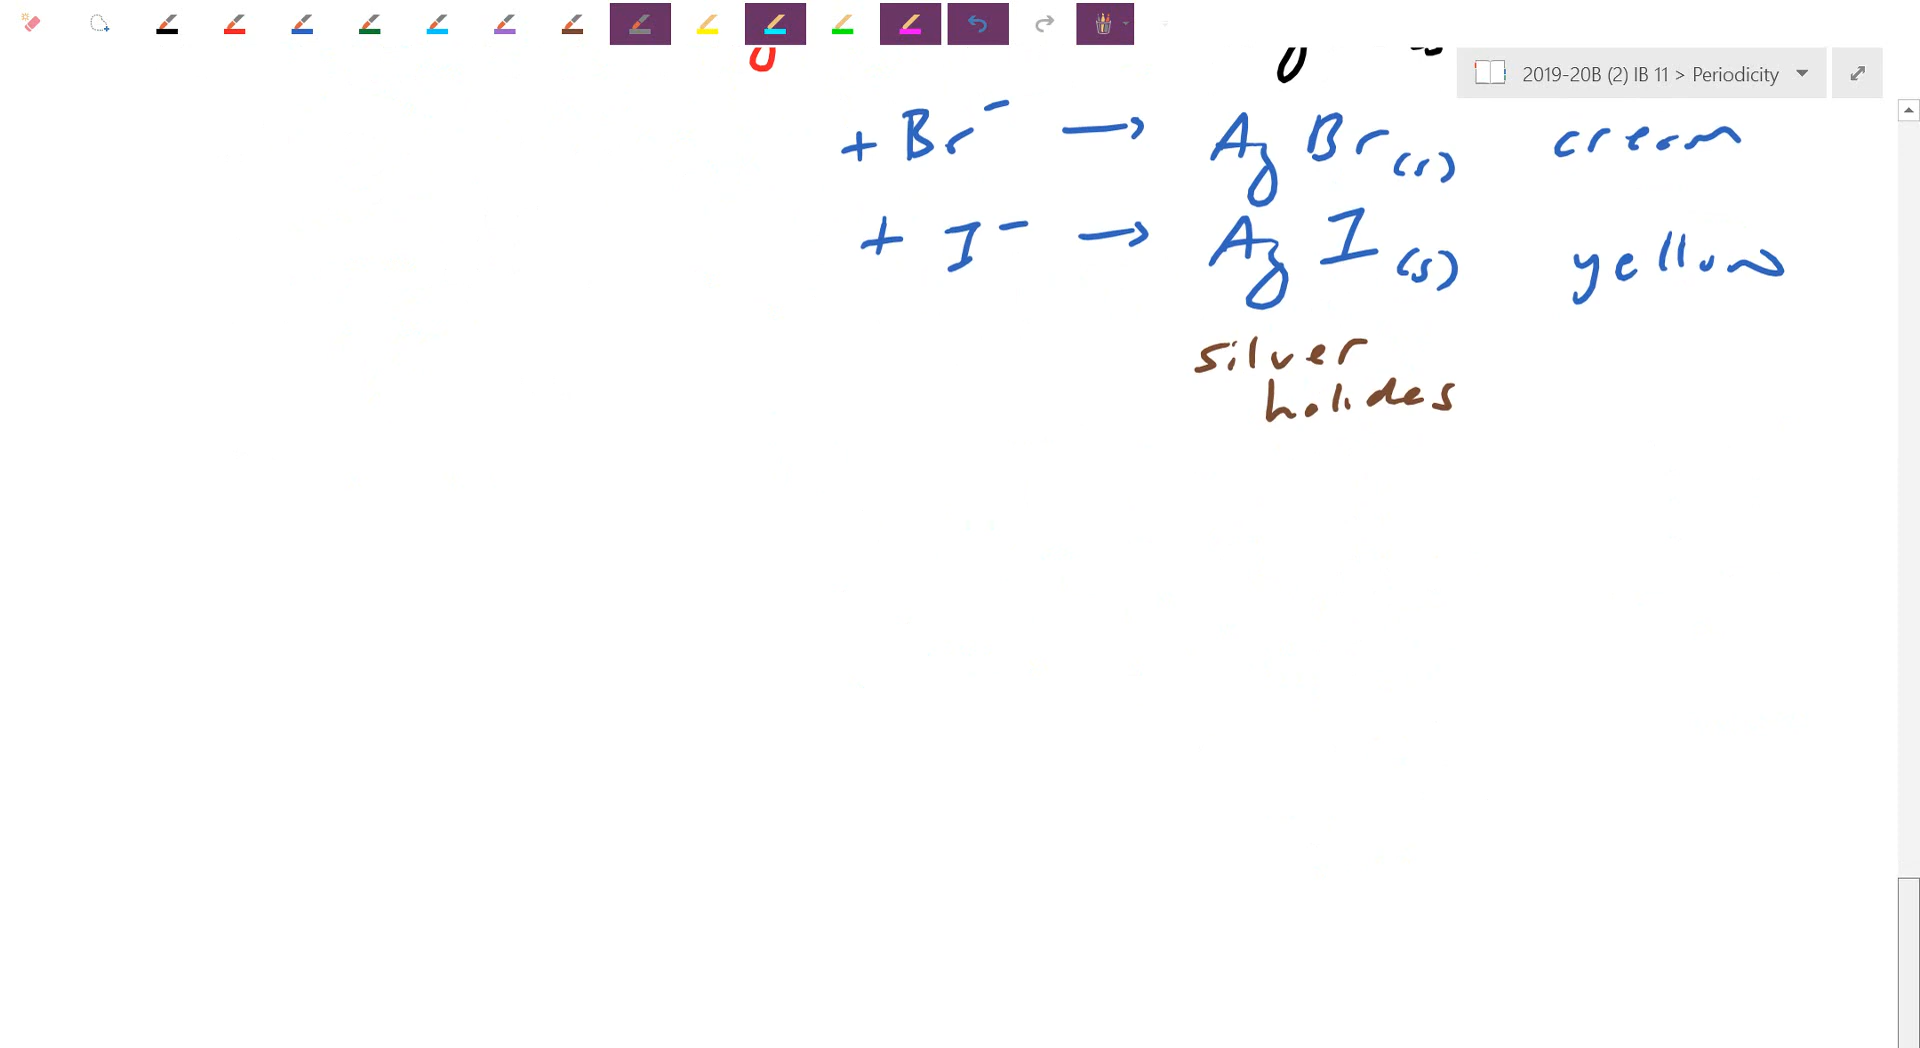 2019-20B (2) IB 11 > Periodicity
+ Br⁻ → AgBr(s) cream
+ I⁻ → AgI(s) yellow
silver
halides